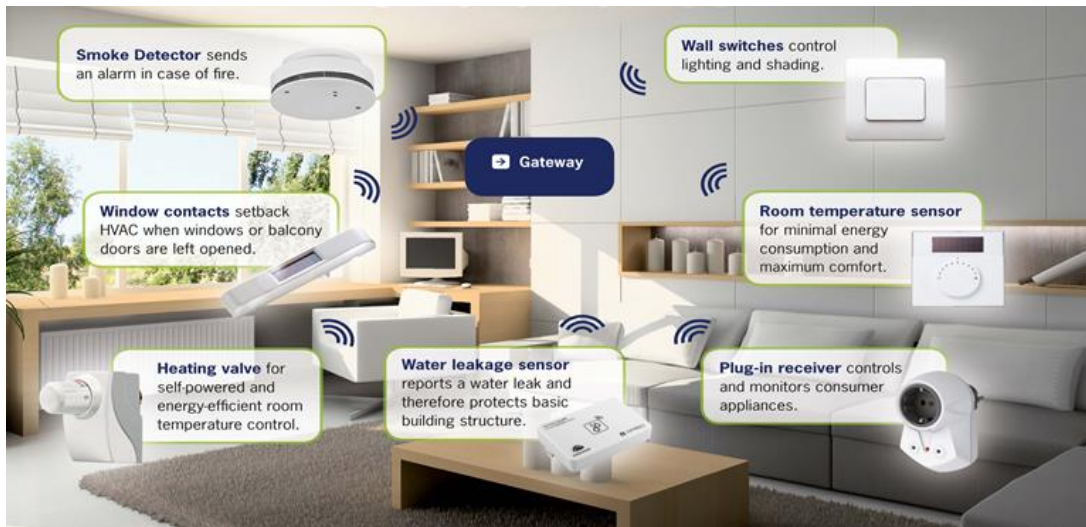 Smoke Detector sends
an alarm in case of fire.
Wall switches control
lighting and shading.
Gateway
Window contacts setback
HVAC when windows or balcony
doors are left opened.
Room temperature sensor
for minimal energy
consumption and
maximum comfort.
Heating valve for
self-powered and
energy-efficient room
temperature control.
Water leakage sensor
reports a water leak and
therefore protects basic
building structure.
Plug-in receiver controls
and monitors consumer
appliances.